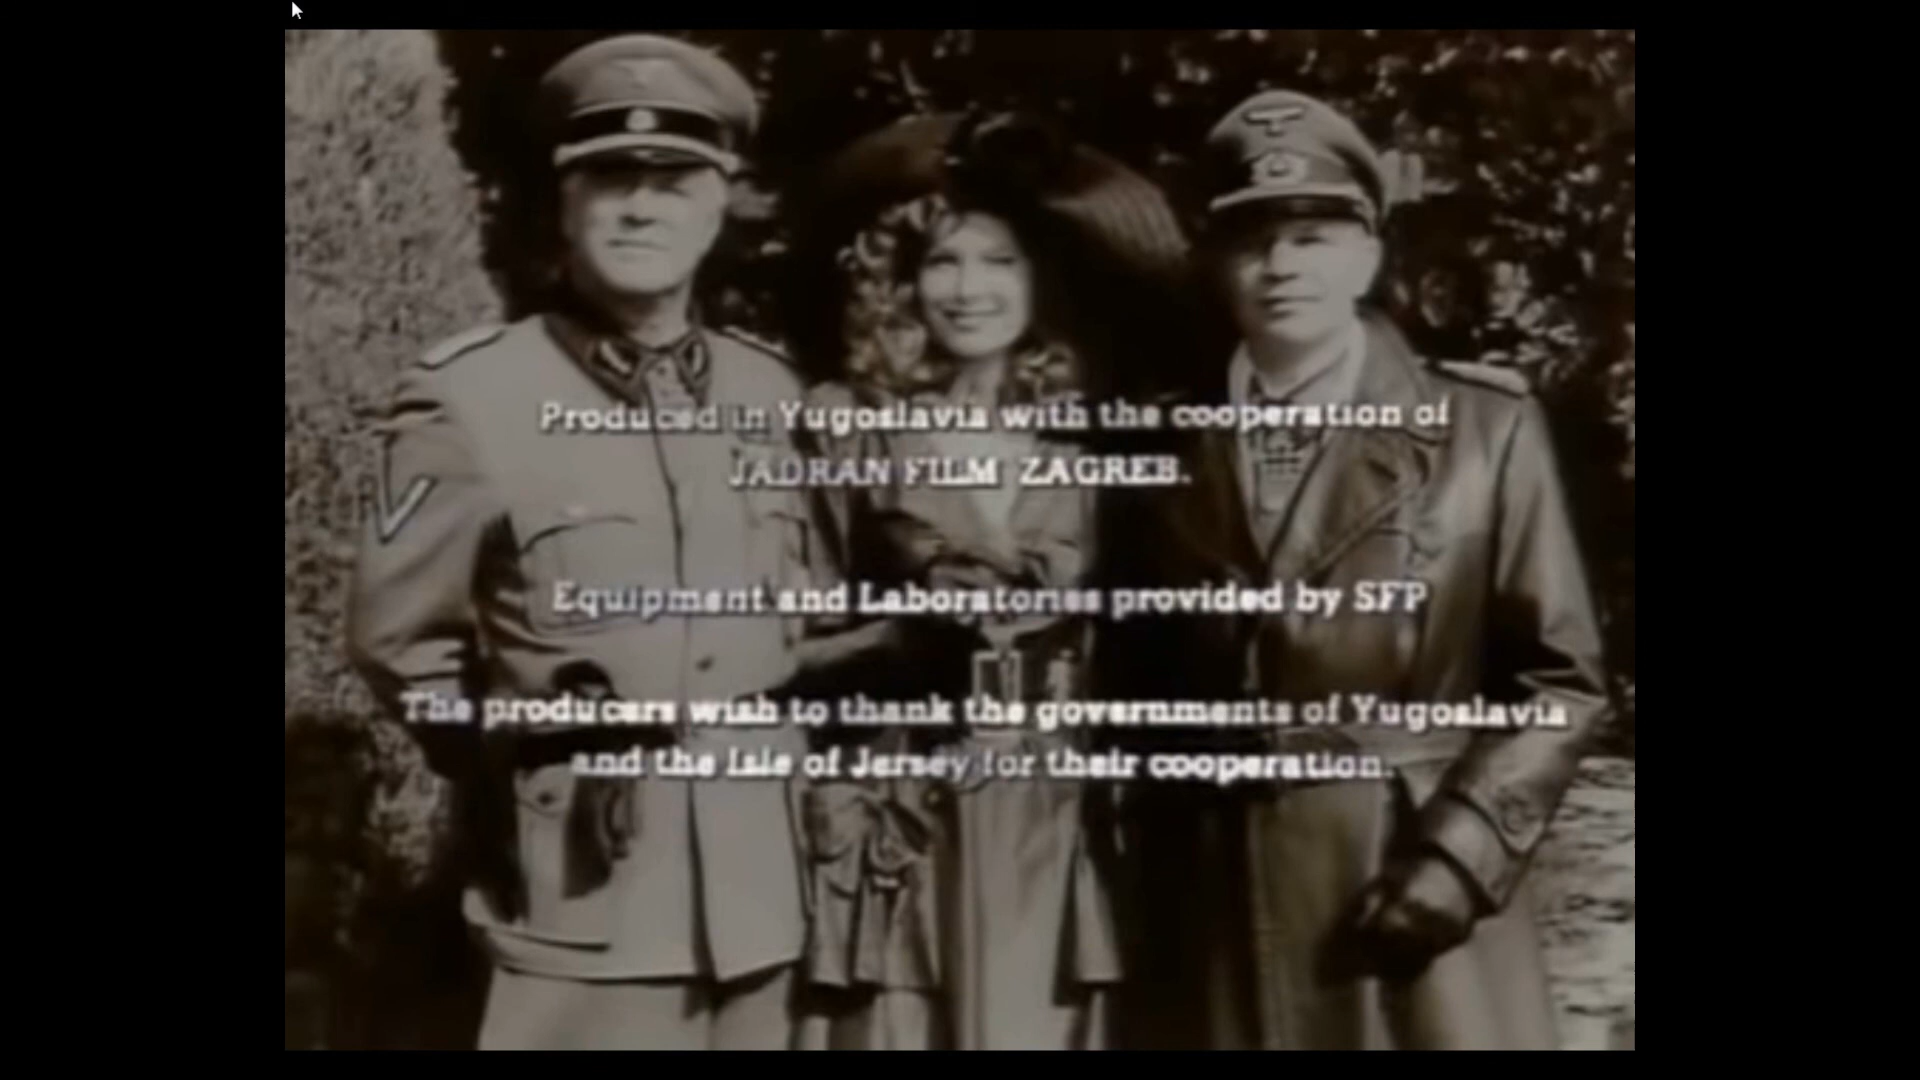 Produced in Yugoslavia with the cooperation of
JADRAN FILM ZAGREB.
Equipment and Laboratories provided by SFP
The producers wish to thank the governments of Yugoslavia
and the Isle of Jersey for their cooperation.